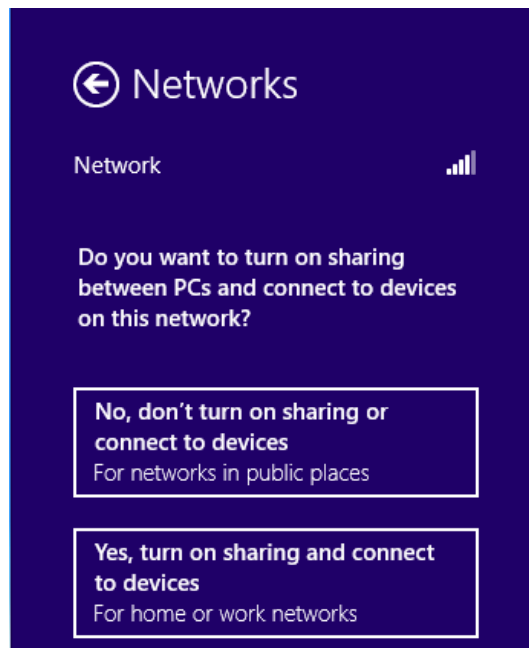 Networks
Network
Do you want to turn on sharing
between PCs and connect to devices
on this network?
No, don't turn on sharing or
connect to devices
For networks in public places
Yes, turn on sharing and connect
to devices
For home or work networks